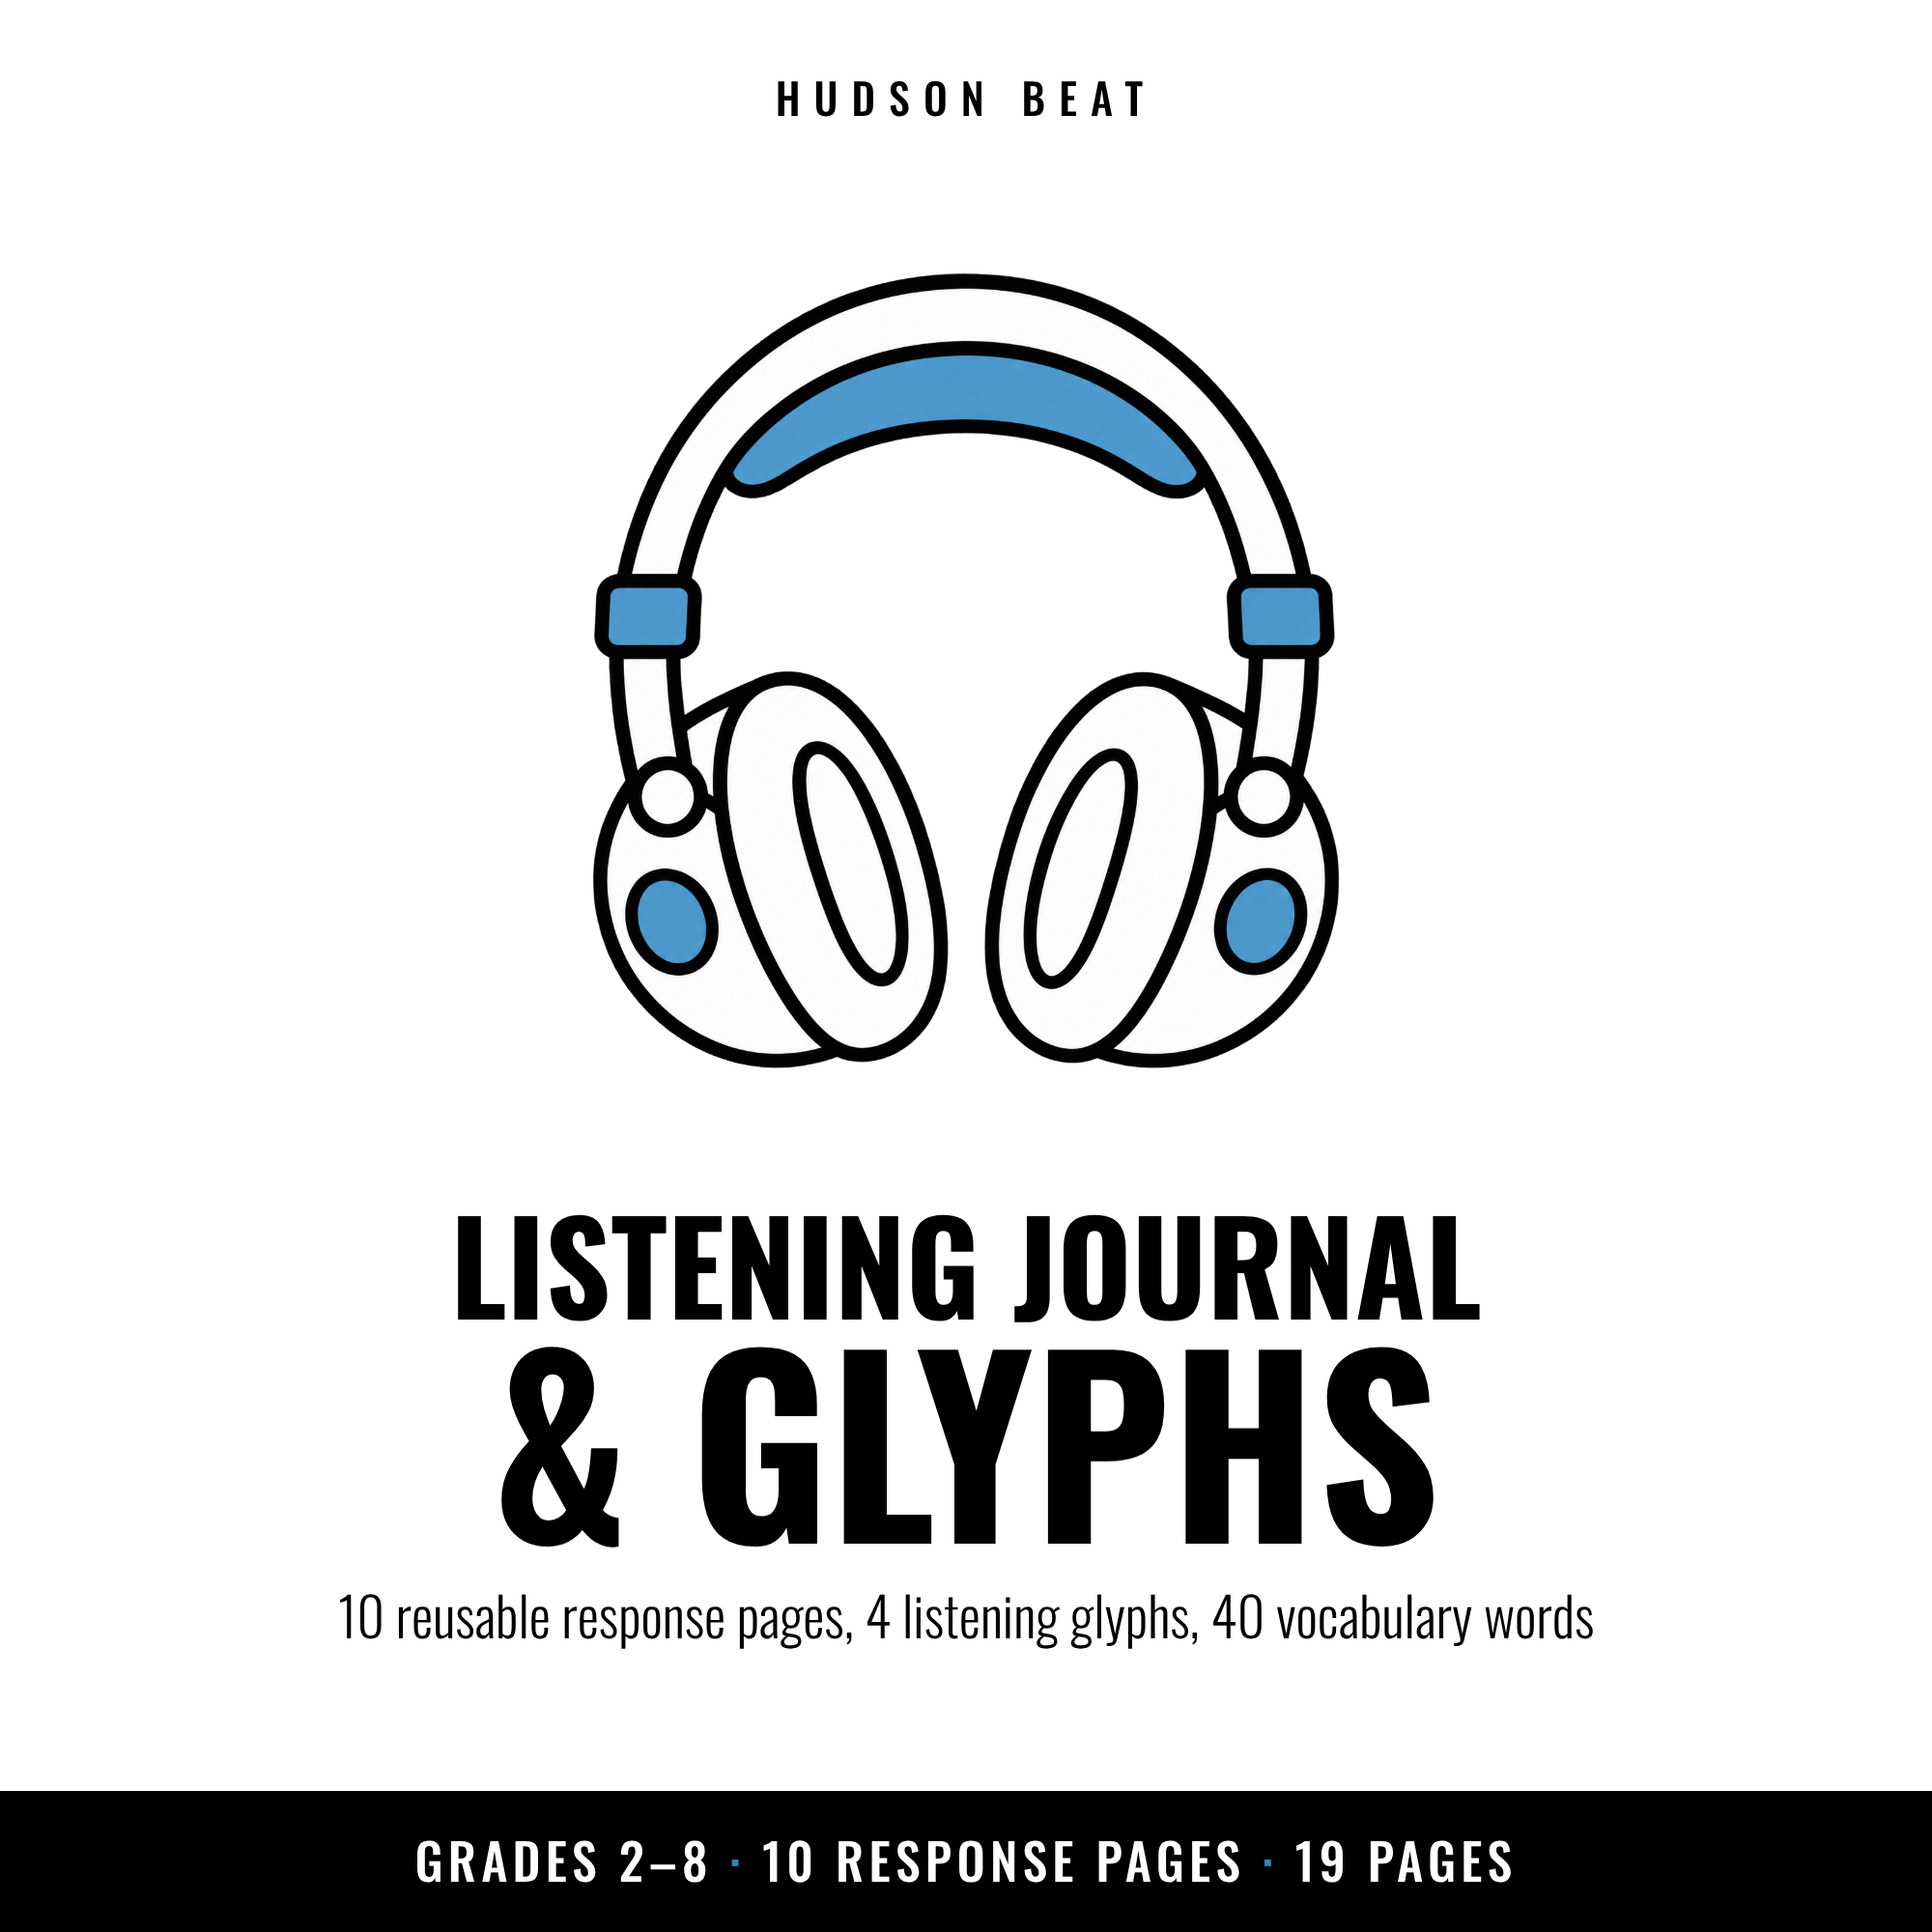 HUDSON BEAT
LISTENING JOURNAL
& GLYPHS
10 reusable response pages, 4 listening glyphs, 40 vocabulary words
GRADES 2–8 · 10 RESPONSE PAGES · 19 PAGES